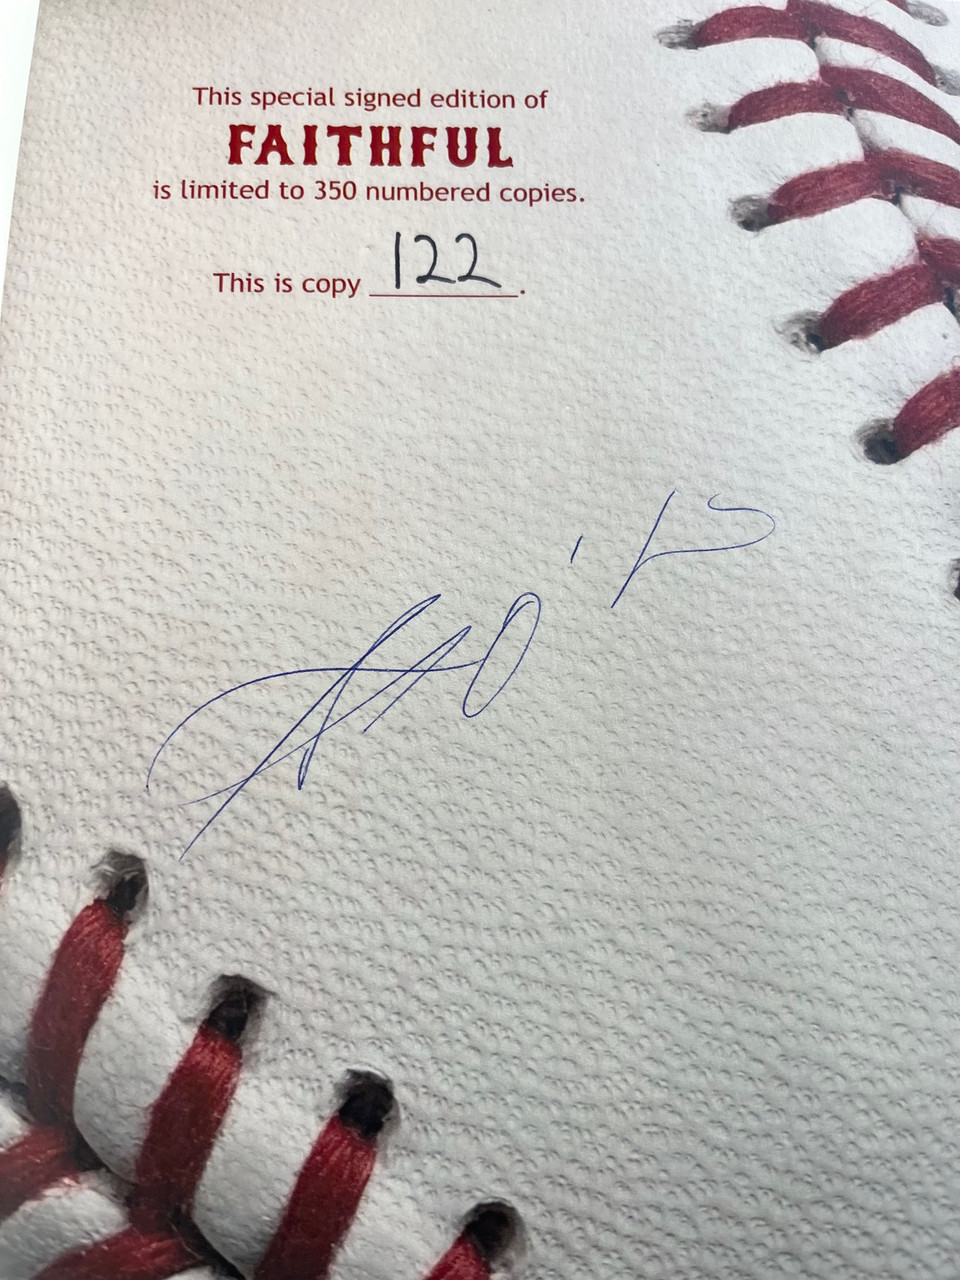 This special signed edition of
FAITHFUL
is limited to 350 numbered copies.
This is copy 122.